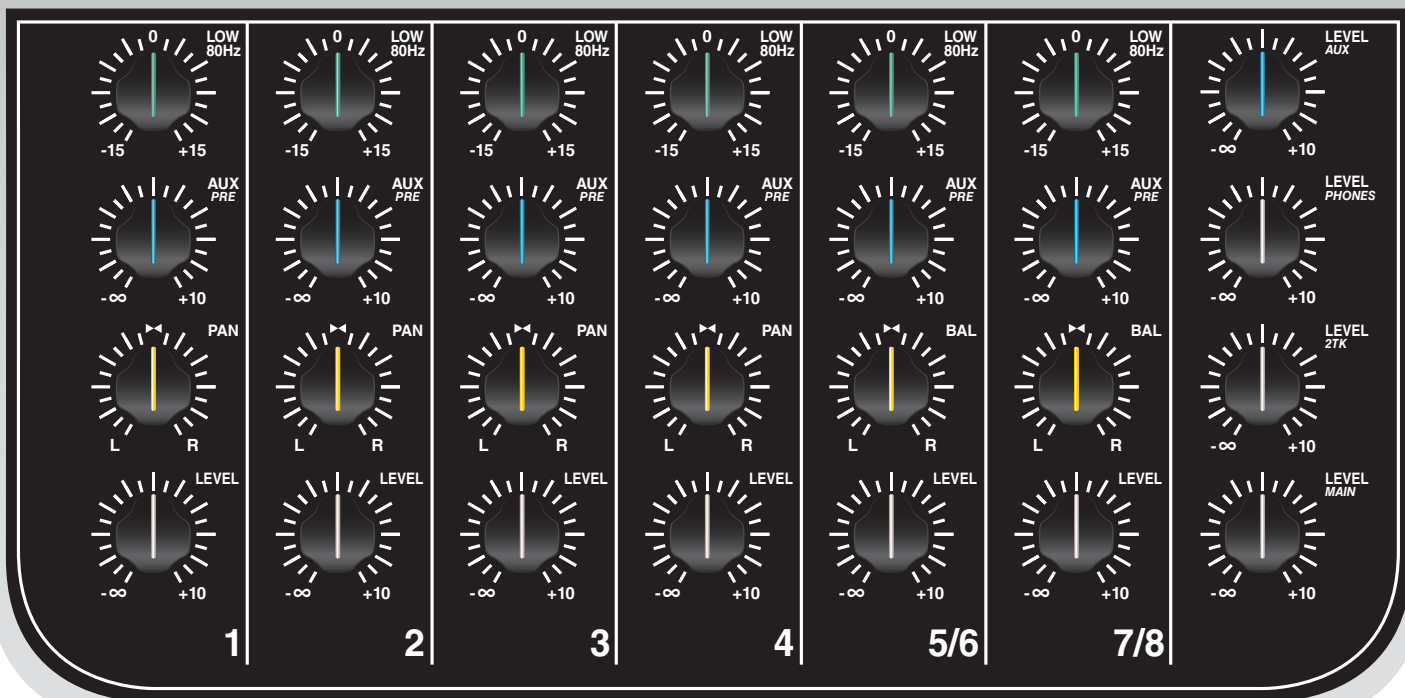 0 LOW
80Hz
-15 +15
AUX
PRE
-∞ +10
PAN
L R
LEVEL
-∞ +10
1
0 LOW
80Hz
-15 +15
AUX
PRE
-∞ +10
PAN
L R
LEVEL
-∞ +10
2
0 LOW
80Hz
-15 +15
AUX
PRE
-∞ +10
PAN
L R
LEVEL
-∞ +10
3
0 LOW
80Hz
-15 +15
AUX
PRE
-∞ +10
PAN
L R
LEVEL
-∞ +10
4
0 LOW
80Hz
-15 +15
AUX
PRE
-∞ +10
BAL
L R
LEVEL
-∞ +10
5/6
0 LOW
80Hz
-15 +15
AUX
PRE
-∞ +10
BAL
L R
LEVEL
-∞ +10
7/8
LEVEL
AUX
-∞ +10
LEVEL
PHONES
-∞ +10
LEVEL
2TK
-∞ +10
LEVEL
MAIN
-∞ +10